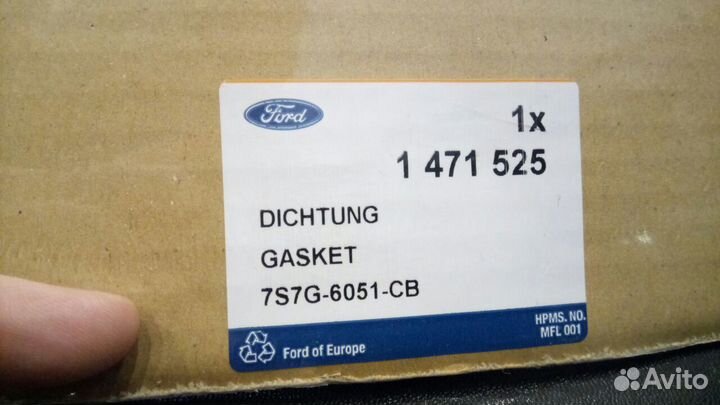 Ford
1x
1 471 525
DICHTUNG
GASKET
7S7G-6051-CB
HPMS. NO.
MFL 001
Ford of Europe
Avito